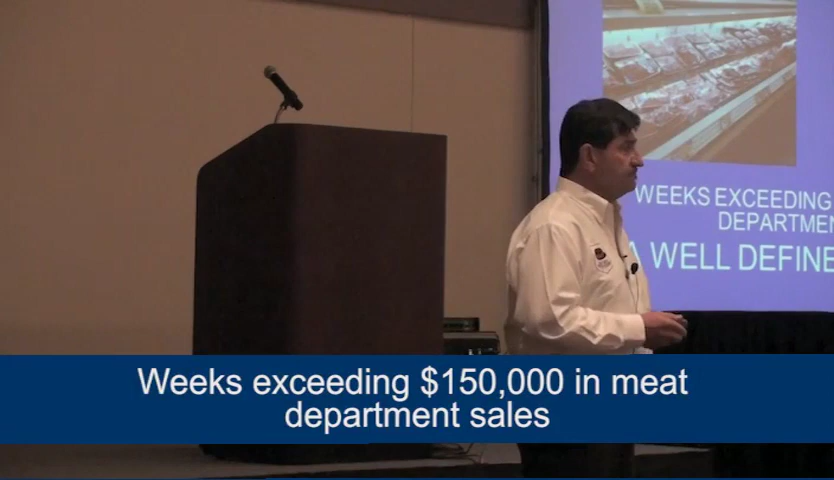 WEEKS EXCEEDING
DEPARTMEN
A WELL DEFINE
Weeks exceeding $150,000 in meat
department sales